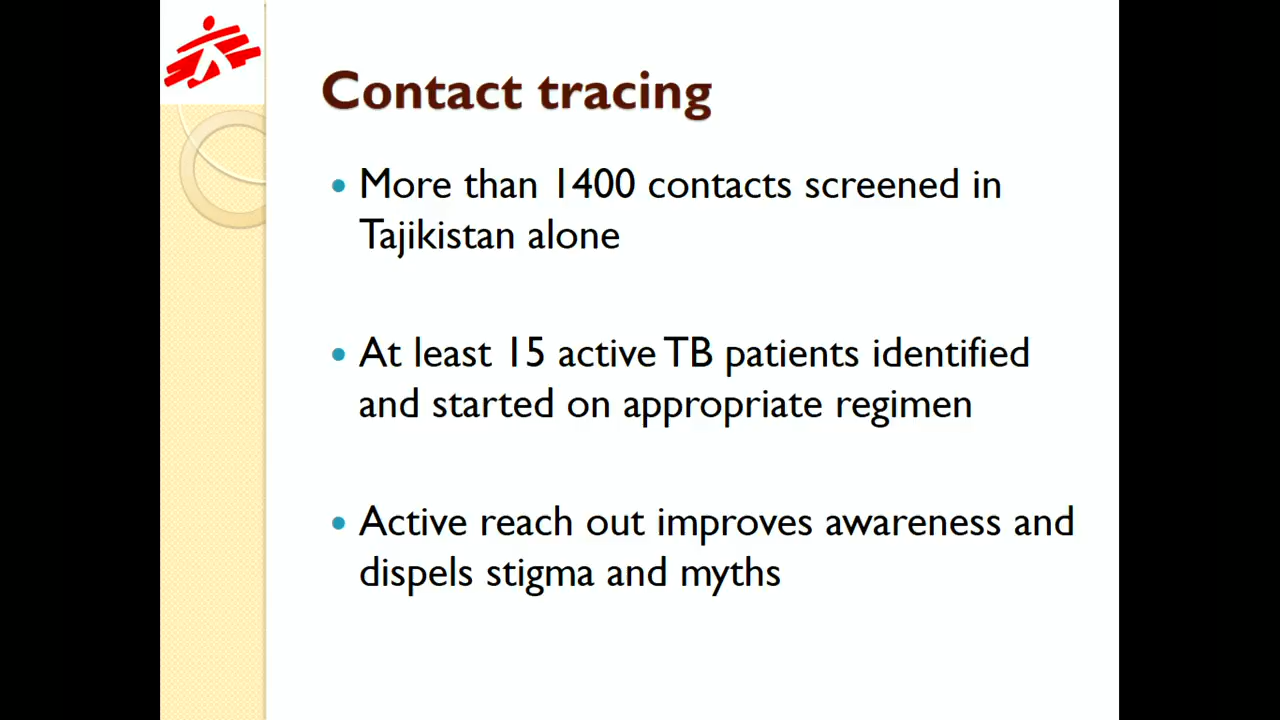 Contact tracing
More than 1400 contacts screened in
Tajikistan alone
At least 15 active TB patients identified
and started on appropriate regimen
Active reach out improves awareness and
dispels stigma and myths